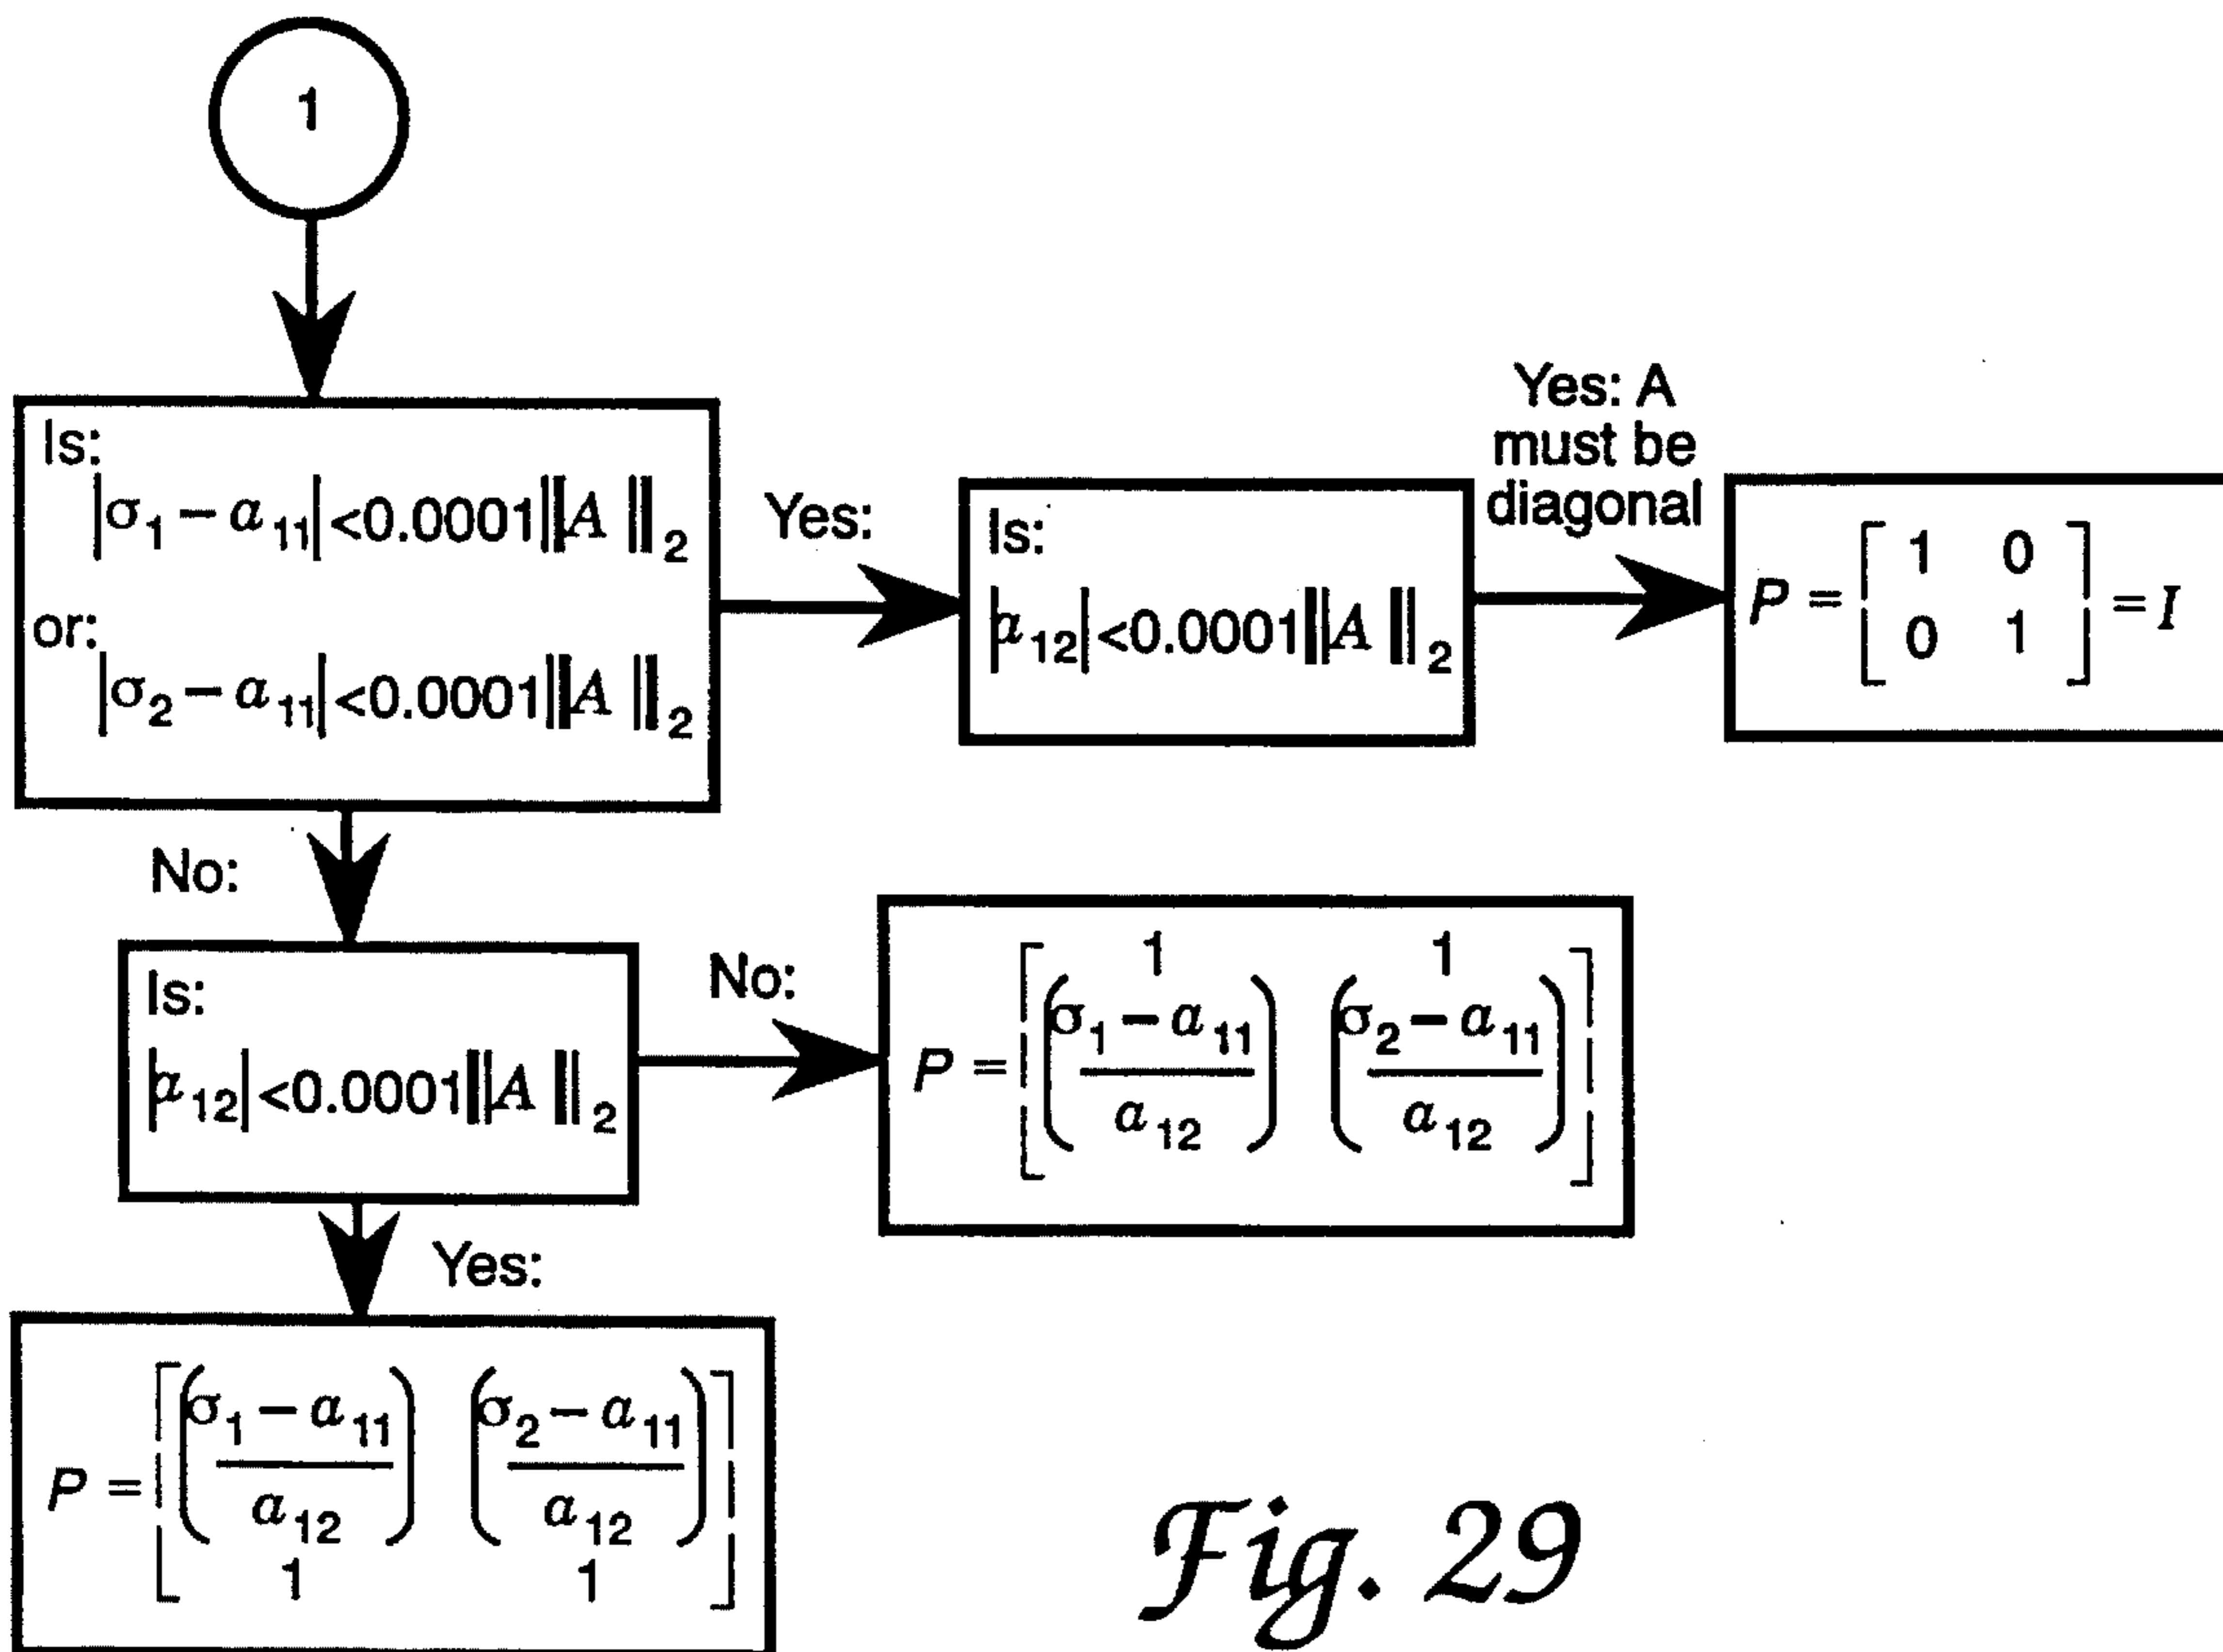 1
Is:
|σ₁ − a₁₁| <0.0001||A||₂
or:
|σ₂ − a₁₁| <0.0001||A||₂
Yes:
Is:
|a₁₂| <0.0001||A||₂
Yes: A
must be
diagonal
P = [ 1 0
0 1 ] = I
No:
Is:
|a₁₂| <0.0001||A||₂
No:
P = [ 1 1
(σ₁ − a₁₁ / a₁₂) (σ₂ − a₁₁ / a₁₂) ]
Yes:
P = [ (σ₁ − a₁₁ / a₁₂) (σ₂ − a₁₁ / a₁₂)
1 1 ]
Fig. 29